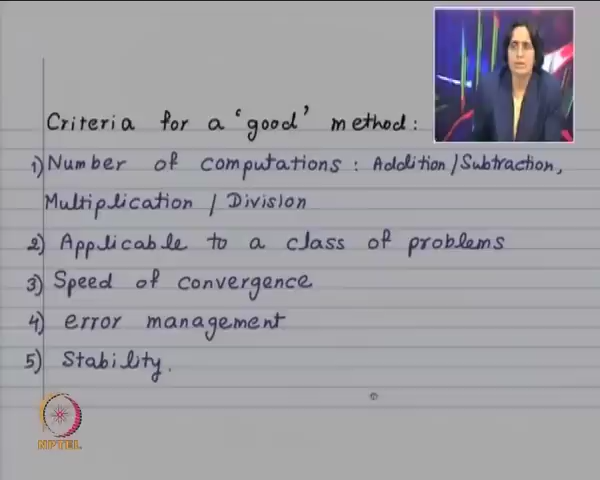 Criteria for a 'good' method:
1) Number of computations: Addition/Subtraction,
Multiplication / Division
2) Applicable to a class of problems
3) Speed of convergence
4) error management
5) Stability.
NPTEL